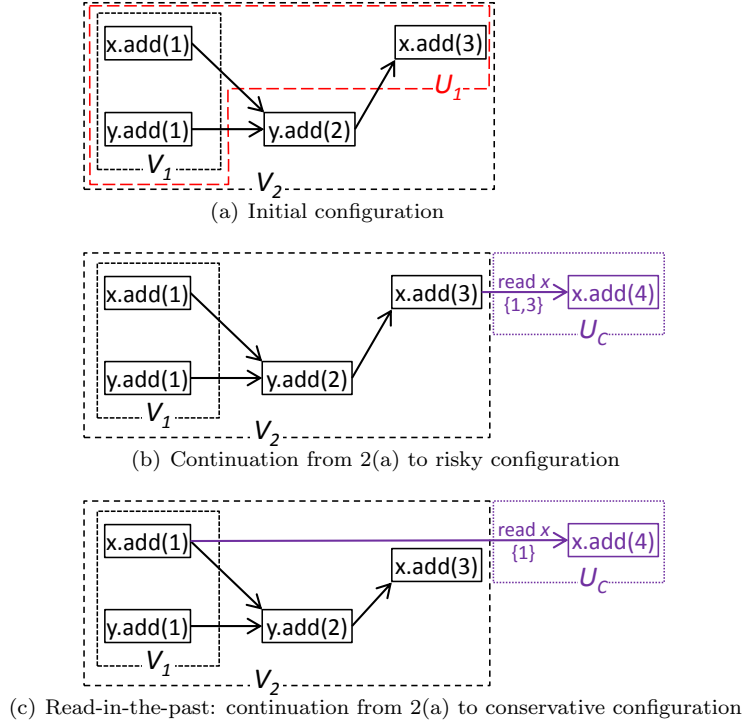 x.add(1)
x.add(3)
U1
y.add(1)
y.add(2)
V1
V2
(a) Initial configuration
x.add(1)
x.add(3)
read x
{1,3}
x.add(4)
UC
y.add(1)
y.add(2)
V1
V2
(b) Continuation from 2(a) to risky configuration
x.add(1)
read x
{1}
x.add(4)
x.add(3)
UC
y.add(1)
y.add(2)
V1
V2
(c) Read-in-the-past: continuation from 2(a) to conservative configuration